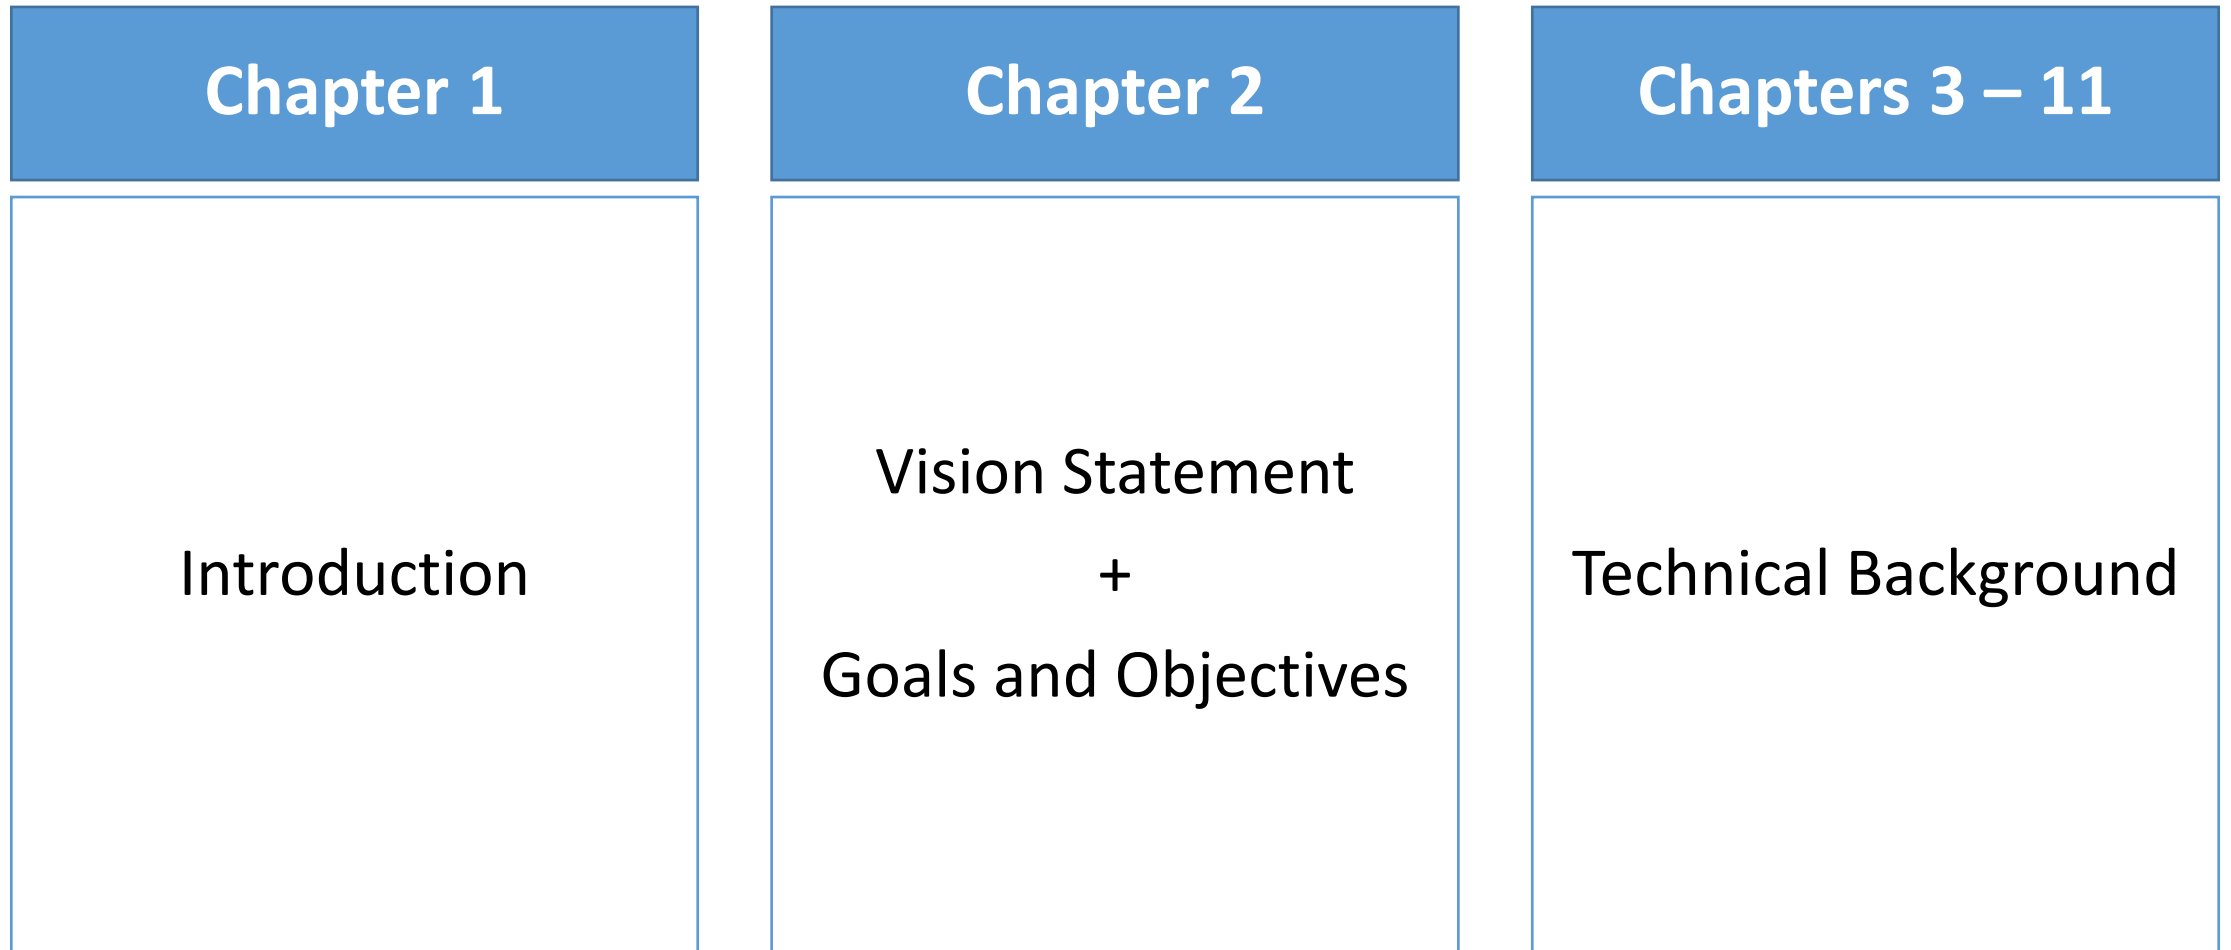 Chapter 1
Introduction
Chapter 2
Vision Statement
+
Goals and Objectives
Chapters 3 – 11
Technical Background